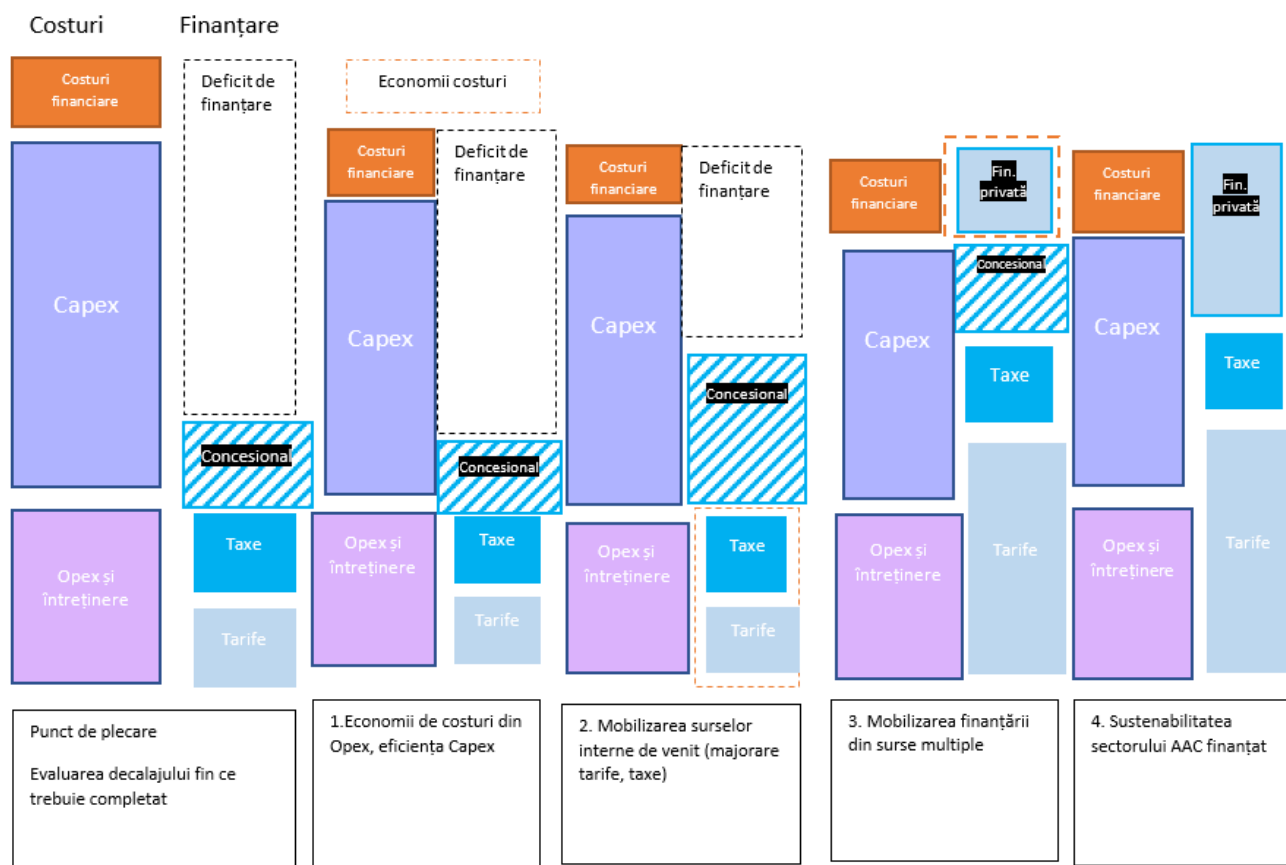 Costuri
Finanțare
Costuri
financiare
Capex
Opex și
întreținere
Deficit de
finanțare
Concesional
Taxe
Tarife
Punct de plecare
Evaluarea decalajului fin ce
trebuie completat
Economii costuri
Costuri
financiare
Capex
Opex și
întreținere
Deficit de
finanțare
Concesional
Taxe
Tarife
1.Economii de costuri din
Opex, eficiența Capex
Costuri
financiare
Capex
Opex și
întreținere
Deficit de
finanțare
Concesional
Taxe
Tarife
2. Mobilizarea surselor
interne de venit (majorare
tarife, taxe)
Costuri
financiare
Capex
Opex și
întreținere
Fin.
privată
Concesional
Taxe
Tarife
3. Mobilizarea finanțării
din surse multiple
Costuri
financiare
Capex
Opex și
întreținere
Fin.
privată
Taxe
Tarife
4. Sustenabilitatea
sectorului AAC finanțat